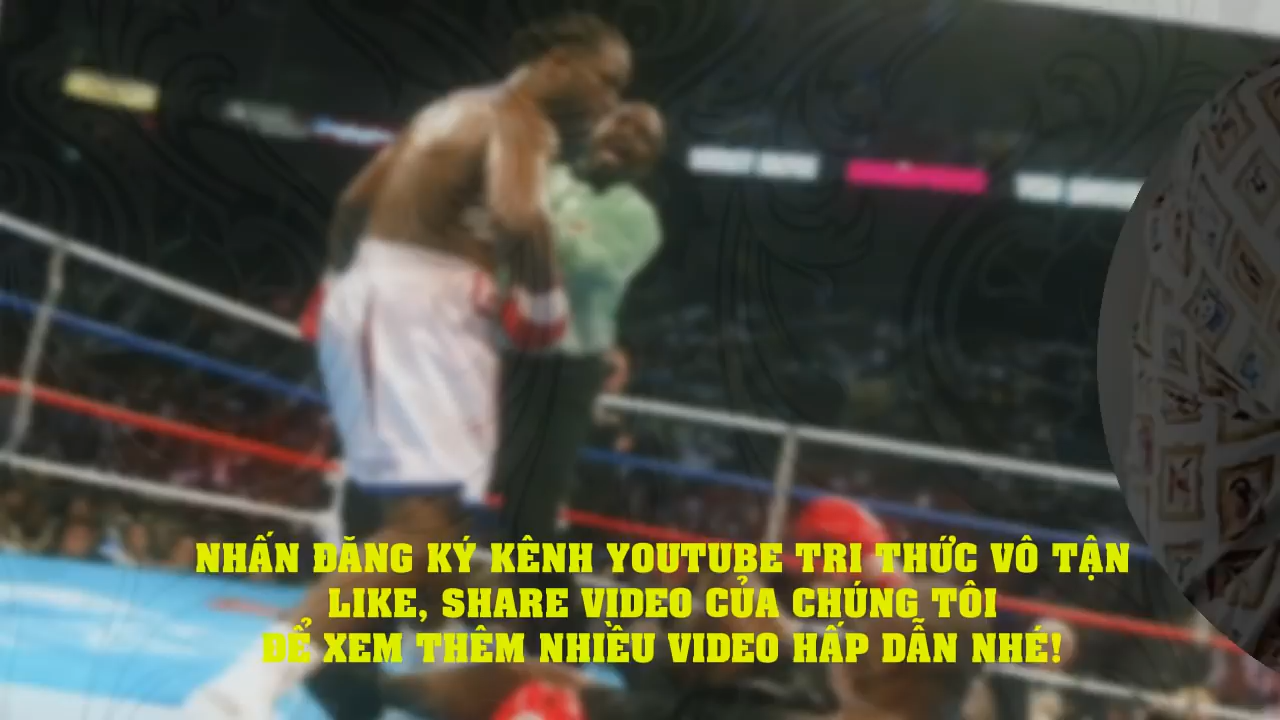 NHẤN ĐĂNG KÝ KÊNH YOUTUBE TRI THỨC VÔ TẬN
LIKE, SHARE VIDEO CỦA CHÚNG TÔI
ĐỂ XEM THÊM NHIỀU VIDEO HẤP DẪN NHÉ!